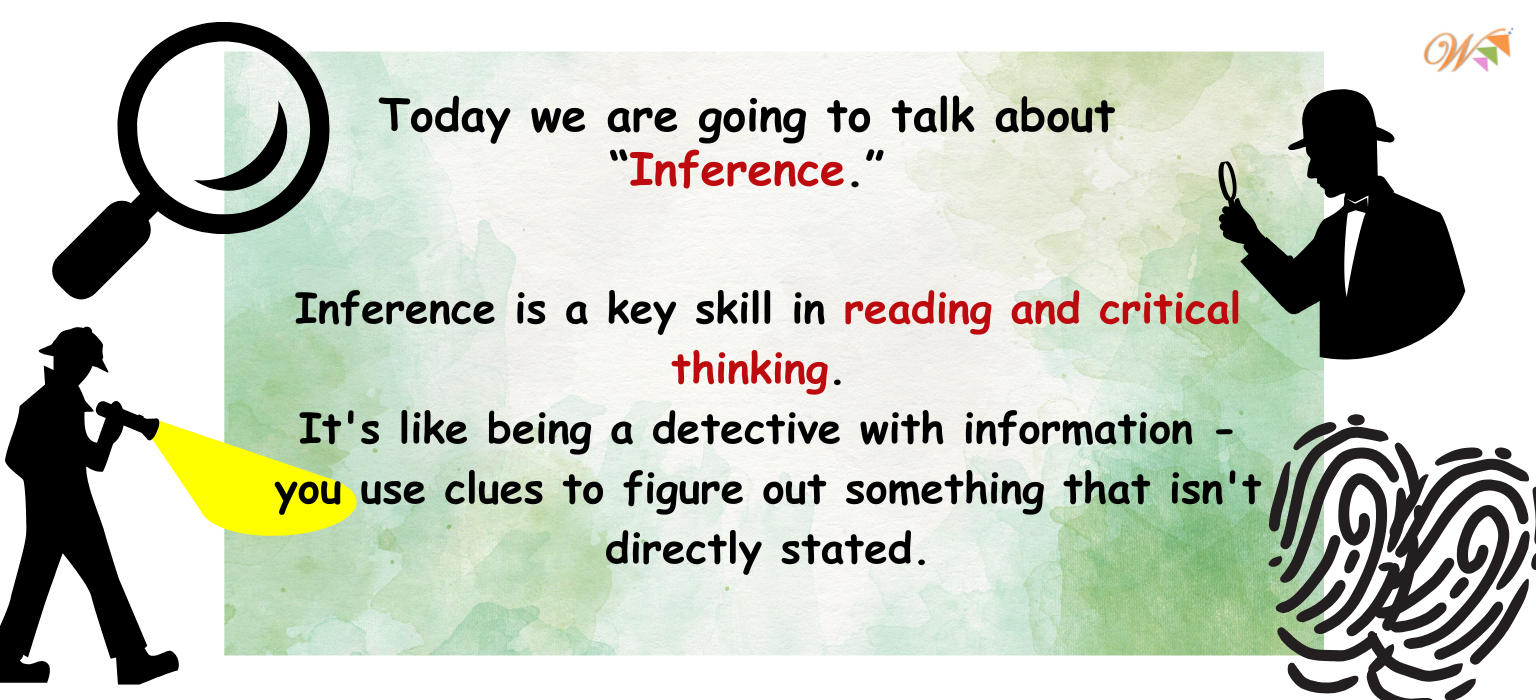 Today we are going to talk about
“Inference.”
Inference is a key skill in reading and critical
thinking.
It's like being a detective with information -
you use clues to figure out something that isn't
directly stated.
W